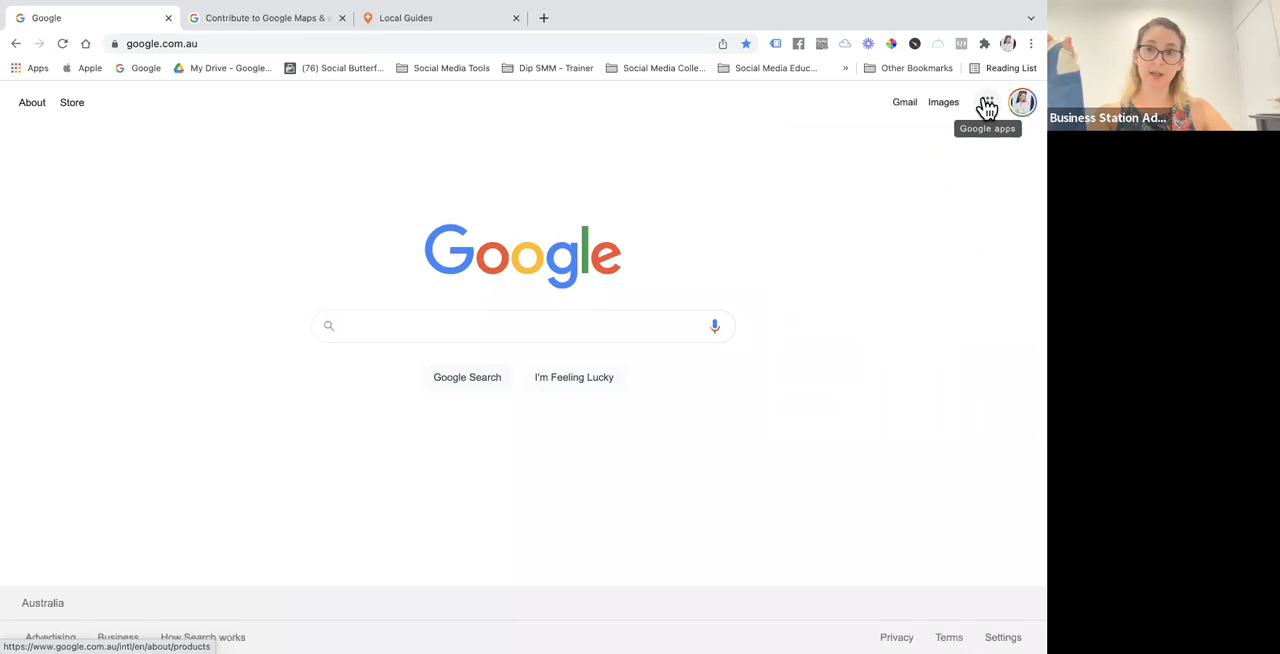 Google
Contribute to Google Maps &
Local Guides
google.com.au
Apps
Apple
Google
My Drive - Google...
(76) Social Butterf...
Social Media Tools
Dip SMM - Trainer
Social Media Colle...
Social Media Educ...
»
Other Bookmarks
Reading List
About
Store
Gmail
Images
Google apps
Business Station Ad...
Google
Google Search
I'm Feeling Lucky
Australia
Advertising
Business
How Search works
Privacy
Terms
Settings
https://www.google.com.au/intl/en/about/products